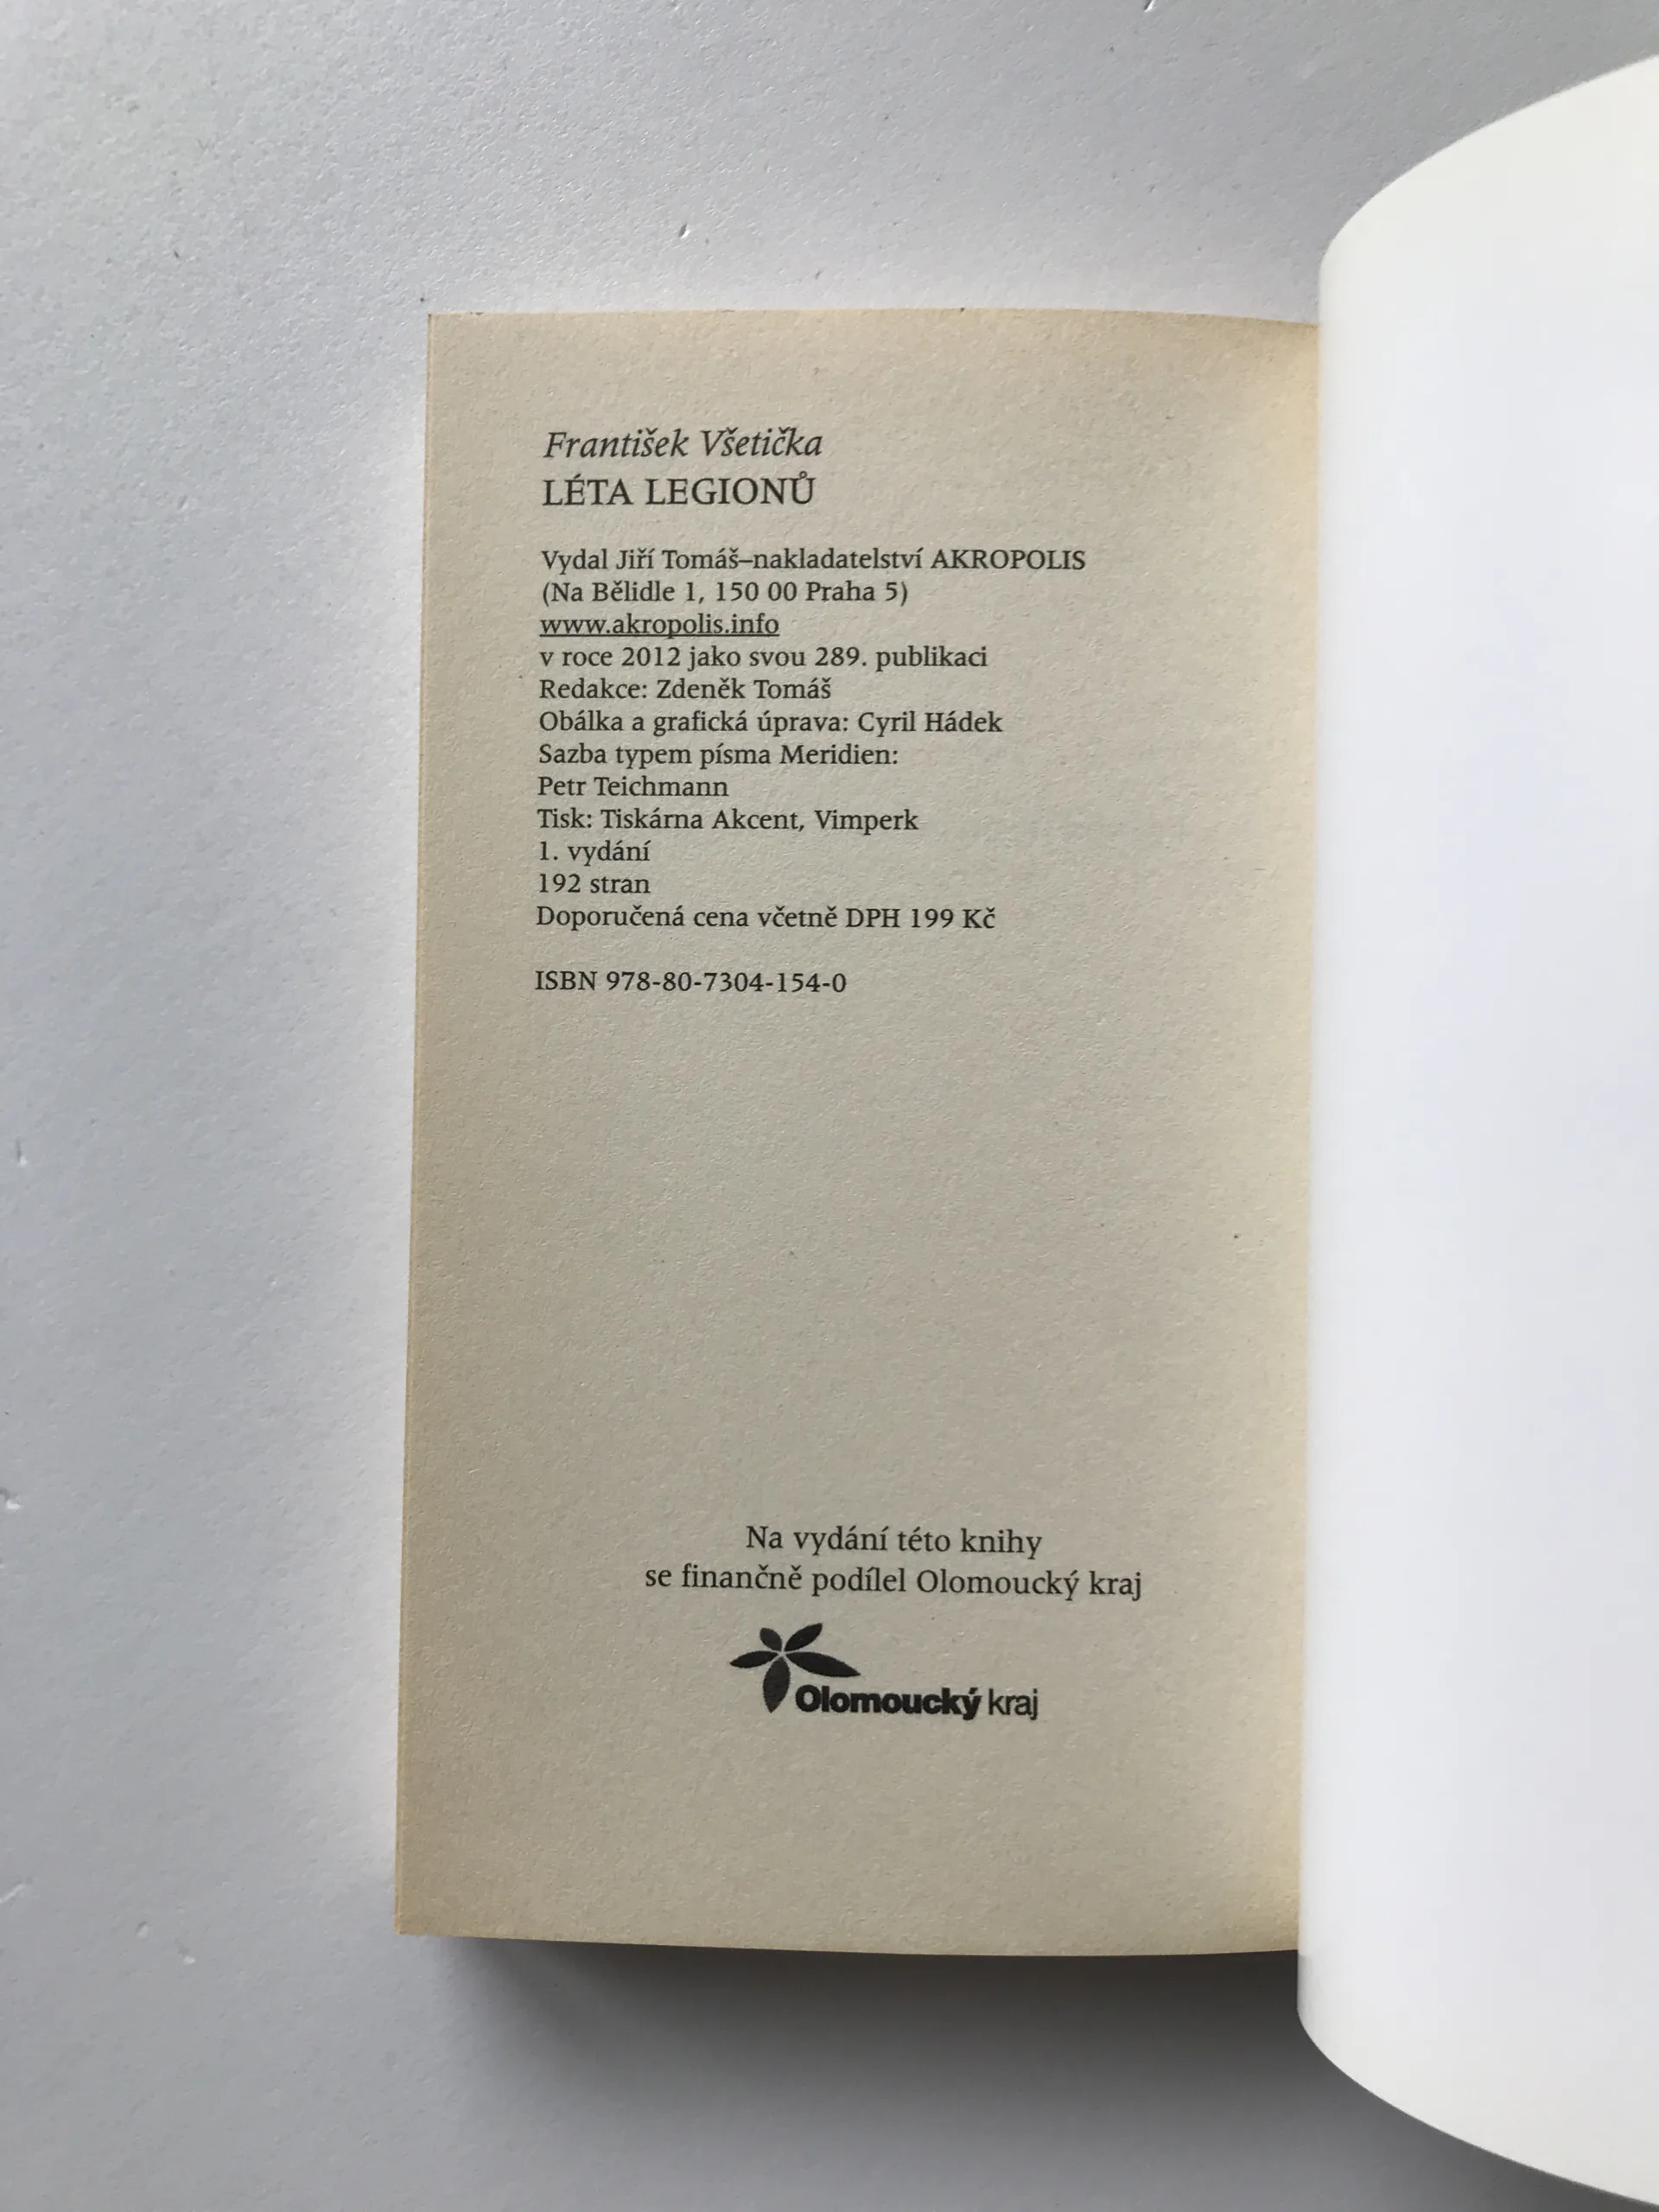 František Všetička
LÉTA LEGIONŮ
Vydal Jiří Tomáš–nakladatelství AKROPOLIS
(Na Bělidle 1, 150 00 Praha 5)
www.akropolis.info
v roce 2012 jako svou 289. publikaci
Redakce: Zdeněk Tomáš
Obálka a grafická úprava: Cyril Hádek
Sazba typem písma Meridien:
Petr Teichmann
Tisk: Tiskárna Akcent, Vimperk
1. vydání
192 stran
Doporučená cena včetně DPH 199 Kč
ISBN 978-80-7304-154-0
Na vydání této knihy
se finančně podílel Olomoucký kraj
Olomoucký kraj